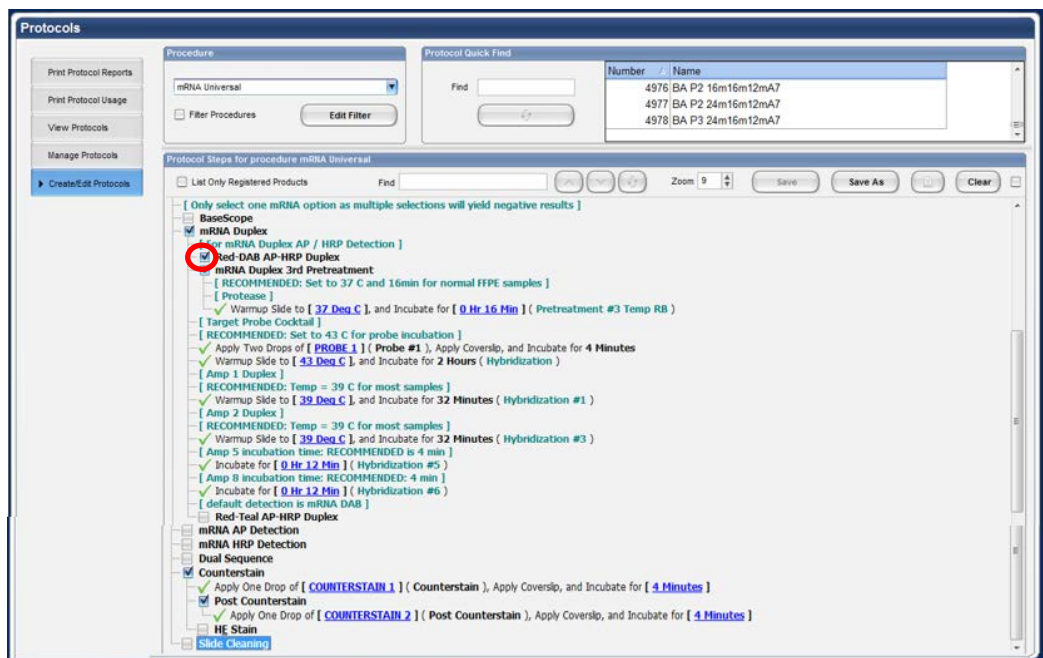 Protocols
Print Protocol Reports
Print Protocol Usage
View Protocols
Manage Protocols
Create/Edit Protocols
Procedure
mRNA Universal
Filter Procedures
Edit Filter
Protocol Quick Find
Find
Number Name
4976 BA P2 16m16m12mA7
4977 BA P2 24m16m12mA7
4978 BA P3 24m16m12mA7
Protocol Steps for procedure mRNA Universal
List Only Registered Products Find Zoom 9 Save Save As Clear
[ Only select one mRNA option as multiple selections will yield negative results ]
BaseScope
mRNA Duplex
[ For mRNA Duplex AP / HRP Detection ]
Red-DAB AP-HRP Duplex
mRNA Duplex 3rd Pretreatment
[ RECOMMENDED: Set to 37 C and 16min for normal FFPE samples ]
[ Protease ]
Warmup Slide to [ 37 Deg C ], and Incubate for [ 0 Hr 16 Min ] ( Pretreatment #3 Temp RB )
[ Target Probe Cocktail ]
[ RECOMMENDED: Set to 43 C for probe incubation ]
Apply Two Drops of [ PROBE 1 ] ( Probe #1 ), Apply Coverslip, and Incubate for 4 Minutes
Warmup Slide to [ 43 Deg C ], and Incubate for 2 Hours ( Hybridization )
[ Amp 1 Duplex ]
[ RECOMMENDED: Temp = 39 C for most samples ]
Warmup Slide to [ 39 Deg C ], and Incubate for 32 Minutes ( Hybridization #1 )
[ Amp 2 Duplex ]
[ RECOMMENDED: Temp = 39 C for most samples ]
Warmup Slide to [ 39 Deg C ], and Incubate for 32 Minutes ( Hybridization #3 )
[ Amp 5 incubation time: RECOMMENDED is 4 min ]
Incubate for [ 0 Hr 12 Min ] ( Hybridization #5 )
[ Amp 8 incubation time: RECOMMENDED: 4 min ]
Incubate for [ 0 Hr 12 Min ] ( Hybridization #6 )
[ default detection is mRNA DAB ]
Red-Teal AP-HRP Duplex
mRNA AP Detection
mRNA HRP Detection
Dual Sequence
Counterstain
Apply One Drop of [ COUNTERSTAIN 1 ] ( Counterstain ), Apply Coverslip, and Incubate for [ 4 Minutes ]
Post Counterstain
Apply One Drop of [ COUNTERSTAIN 2 ] ( Post Counterstain ), Apply Coverslip, and Incubate for [ 4 Minutes ]
HE Stain
Slide Cleaning